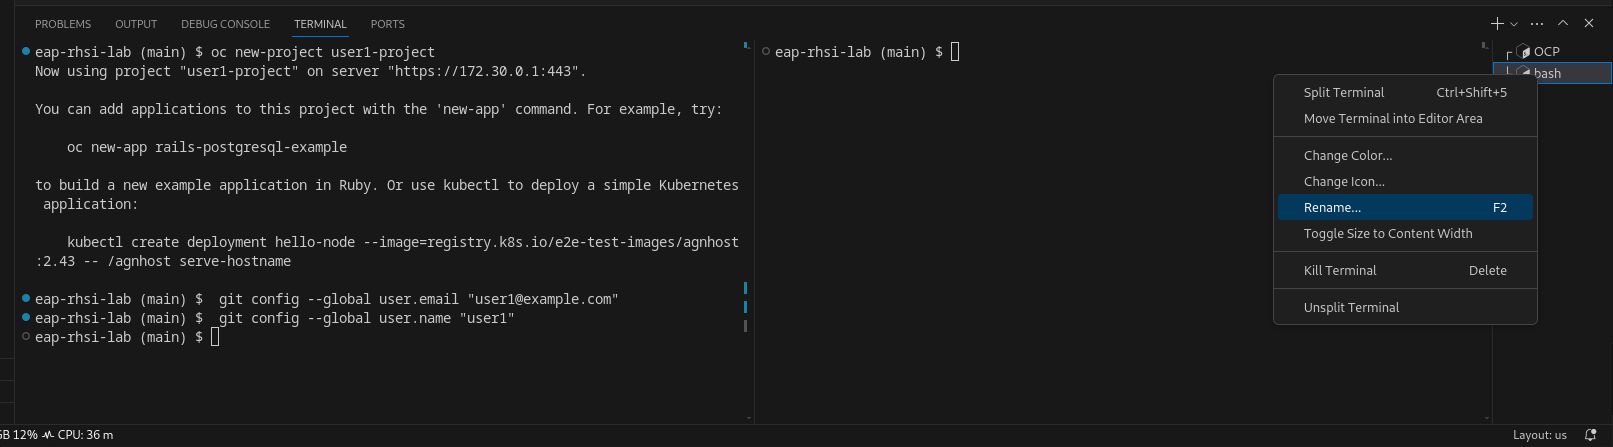 PROBLEMS OUTPUT DEBUG CONSOLE TERMINAL PORTS
eap-rhsi-lab (main) $ oc new-project user1-project
Now using project "user1-project" on server "https://172.30.0.1:443".
You can add applications to this project with the 'new-app' command. For example, try:
oc new-app rails-postgresql-example
to build a new example application in Ruby. Or use kubectl to deploy a simple Kubernetes
application:
kubectl create deployment hello-node --image=registry.k8s.io/e2e-test-images/agnhost
:2.43 -- /agnhost serve-hostname
eap-rhsi-lab (main) $  git config --global user.email "user1@example.com"
eap-rhsi-lab (main) $  git config --global user.name "user1"
eap-rhsi-lab (main) $
eap-rhsi-lab (main) $
OCP
bash
Split Terminal Ctrl+Shift+5
Move Terminal into Editor Area
Change Color...
Change Icon...
Rename... F2
Toggle Size to Content Width
Kill Terminal Delete
Unsplit Terminal
GB 12% CPU: 36 m
Layout: us